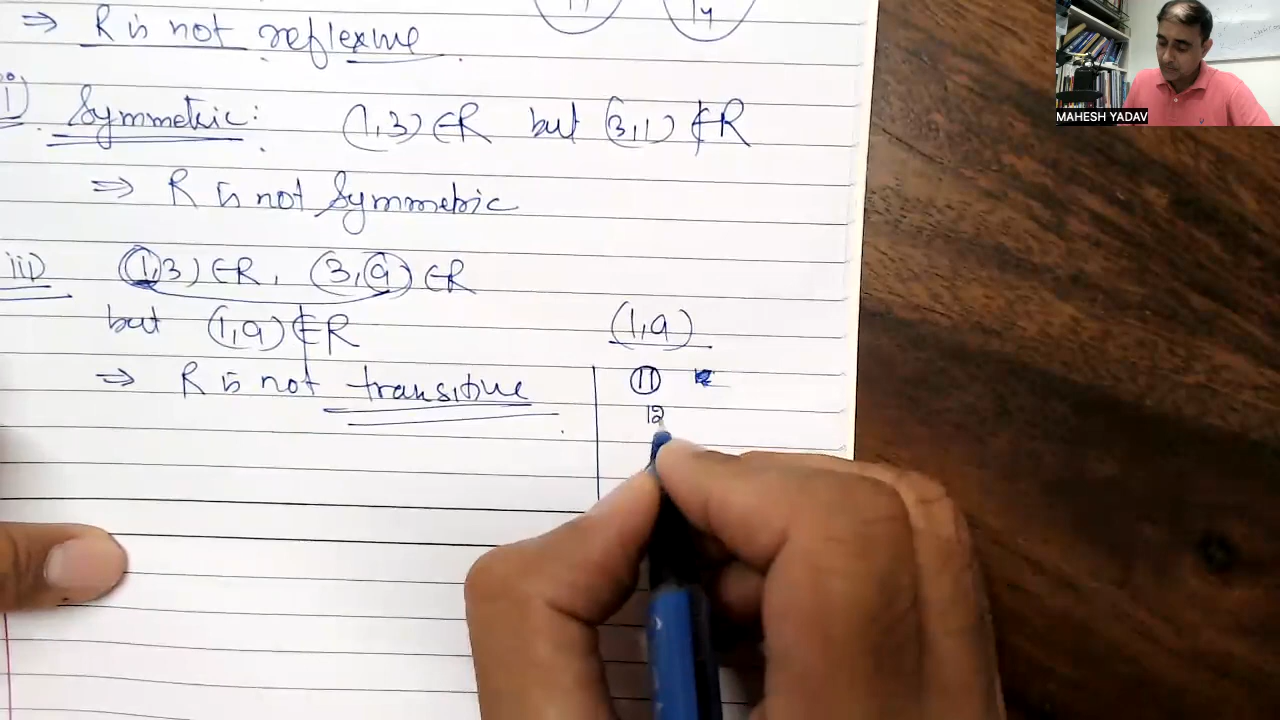 14
⇒ R is not reflexive
MAHESH YADAV
i) Symmetric: (1,3) ∈ R but (3,1) ∉ R
⇒ R is not Symmetric
iii) (1,3) ∈ R, (3,9) ∈ R
but (1,9) ∉ R (1,9)
⇒ R is not transitive 11
12